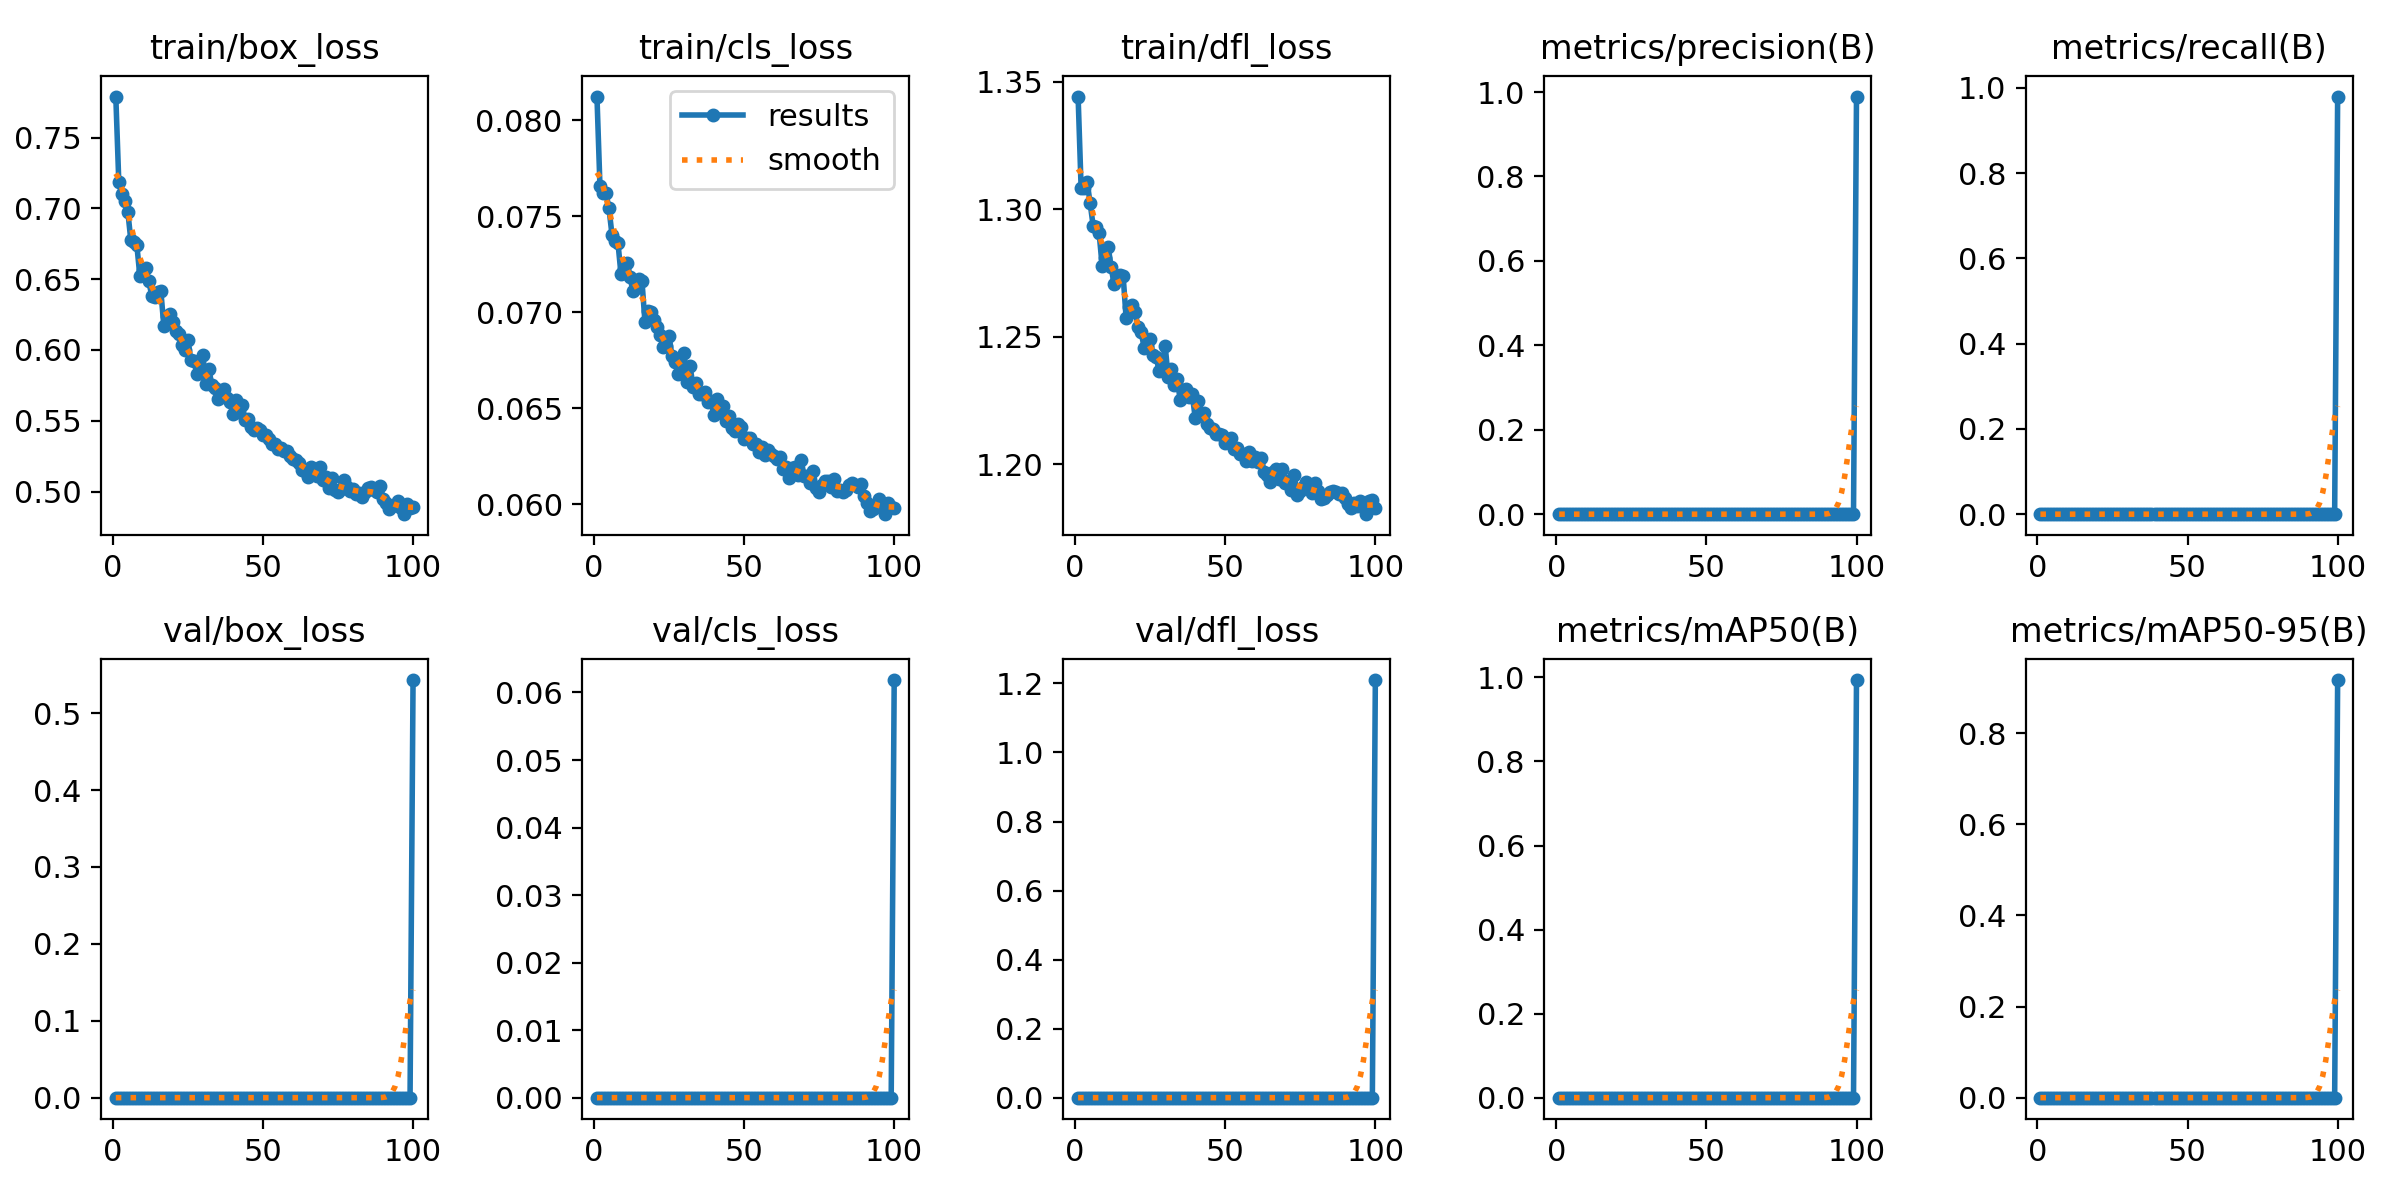 train/box_loss
0.75
0.70
0.65
0.60
0.55
0.50
0 50 100
train/cls_loss
results
smooth
0.080
0.075
0.070
0.065
0.060
0 50 100
train/dfl_loss
1.35
1.30
1.25
1.20
0 50 100
metrics/precision(B)
1.0
0.8
0.6
0.4
0.2
0.0
0 50 100
metrics/recall(B)
1.0
0.8
0.6
0.4
0.2
0.0
0 50 100
val/box_loss
0.5
0.4
0.3
0.2
0.1
0.0
0 50 100
val/cls_loss
0.06
0.05
0.04
0.03
0.02
0.01
0.00
0 50 100
val/dfl_loss
1.2
1.0
0.8
0.6
0.4
0.2
0.0
0 50 100
metrics/mAP50(B)
1.0
0.8
0.6
0.4
0.2
0.0
0 50 100
metrics/mAP50-95(B)
0.8
0.6
0.4
0.2
0.0
0 50 100